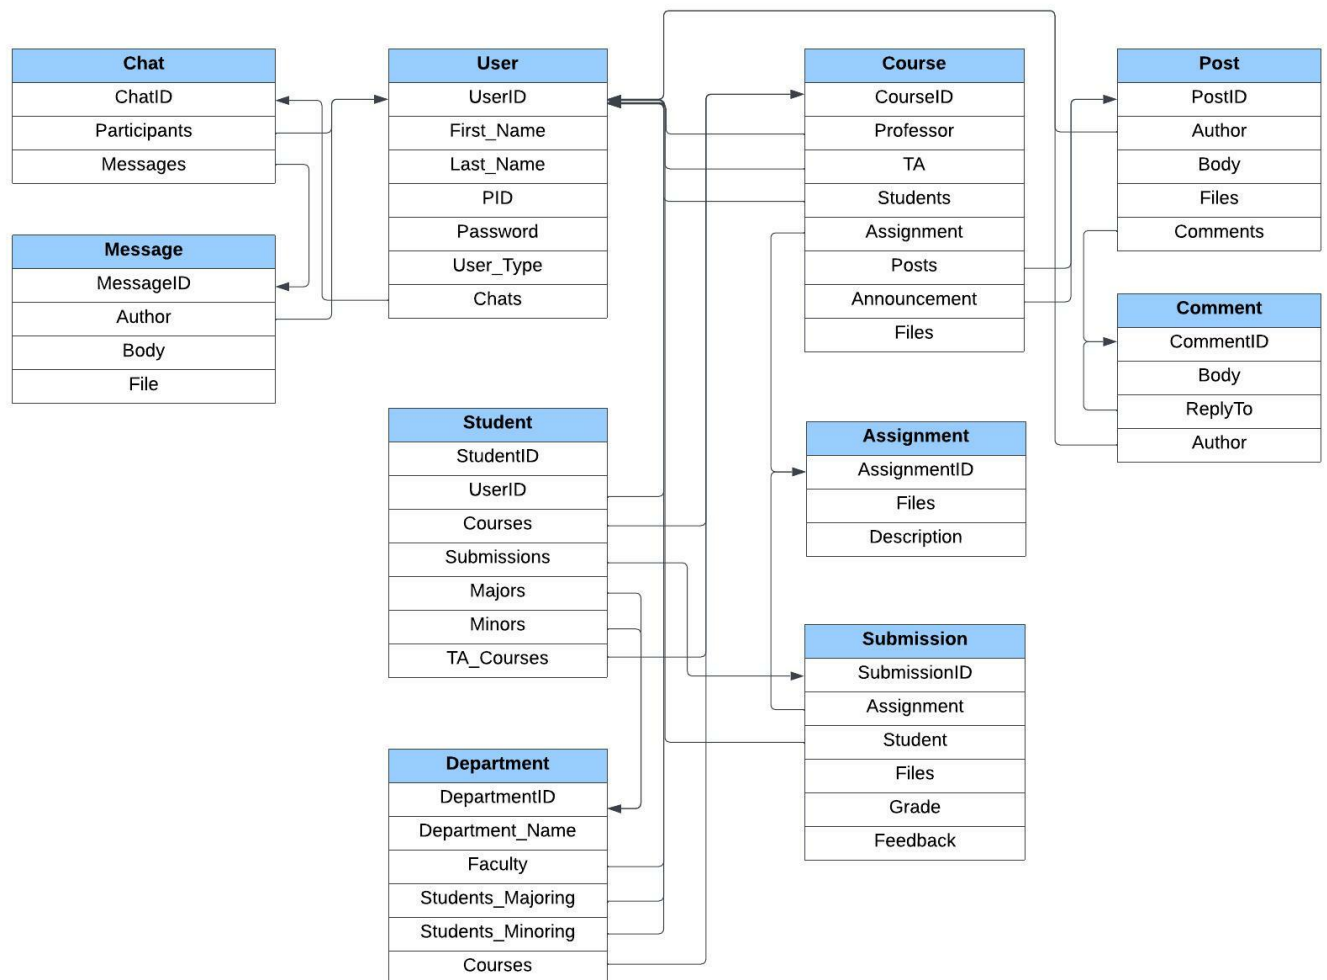 Chat
ChatID
Participants
Messages
Message
MessageID
Author
Body
File
User
UserID
First_Name
Last_Name
PID
Password
User_Type
Chats
Student
StudentID
UserID
Courses
Submissions
Majors
Minors
TA_Courses
Department
DepartmentID
Department_Name
Faculty
Students_Majoring
Students_Minoring
Courses
Course
CourseID
Professor
TA
Students
Assignment
Posts
Announcement
Files
Assignment
AssignmentID
Files
Description
Submission
SubmissionID
Assignment
Student
Files
Grade
Feedback
Post
PostID
Author
Body
Files
Comments
Comment
CommentID
Body
ReplyTo
Author